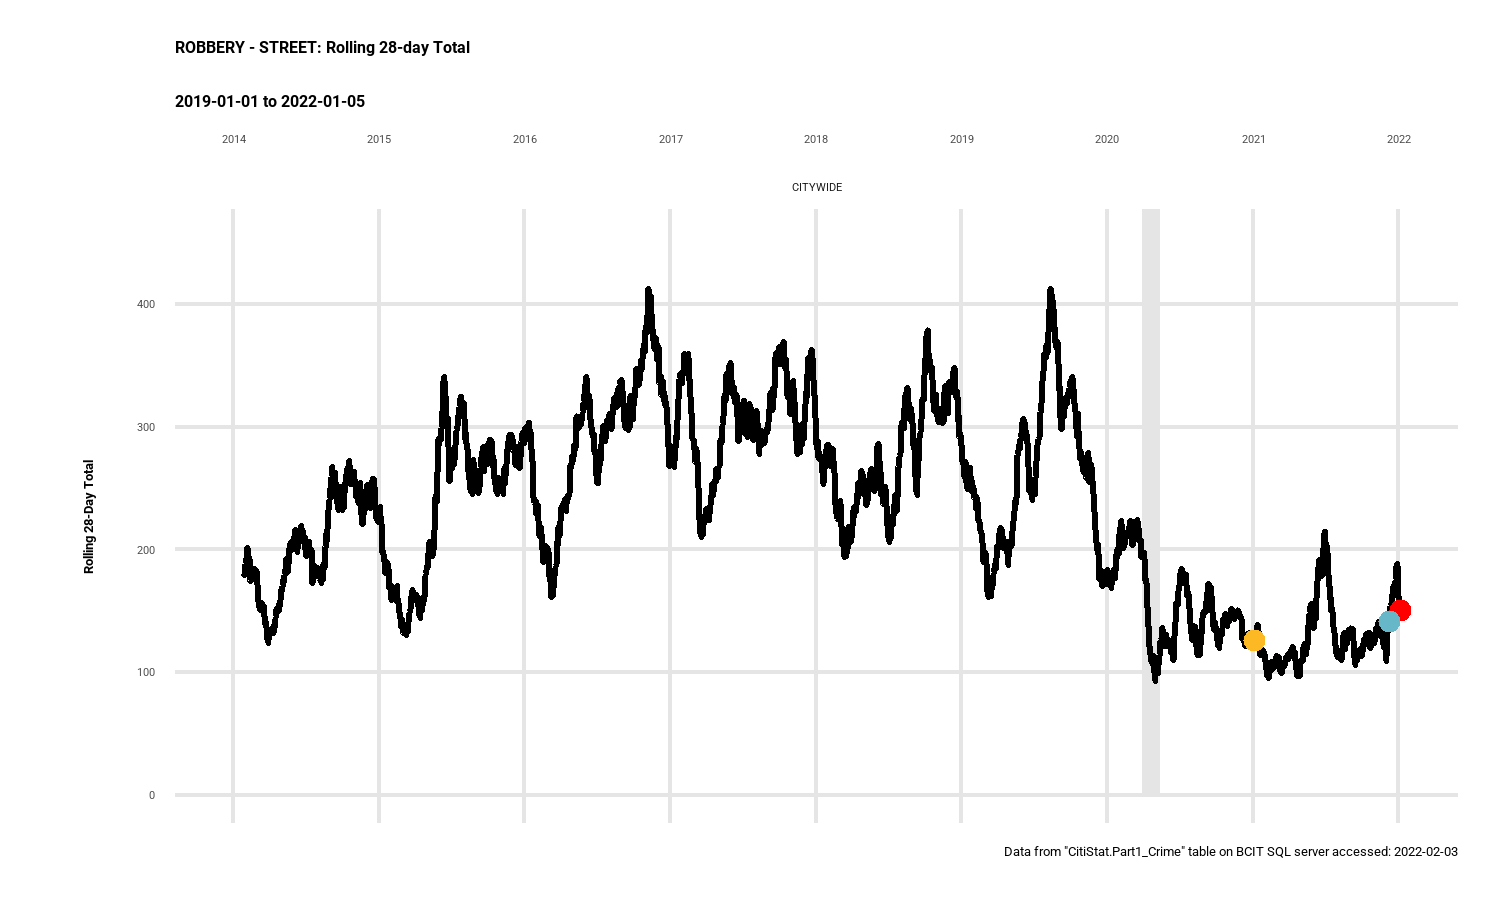 ROBBERY - STREET: Rolling 28-day Total
2019-01-01 to 2022-01-05
2014 2015 2016 2017 2018 2019 2020 2021 2022
CITYWIDE
400
300
200
100
0
Rolling 28-Day Total
Data from "CitiStat.Part1_Crime" table on BCIT SQL server accessed: 2022-02-03